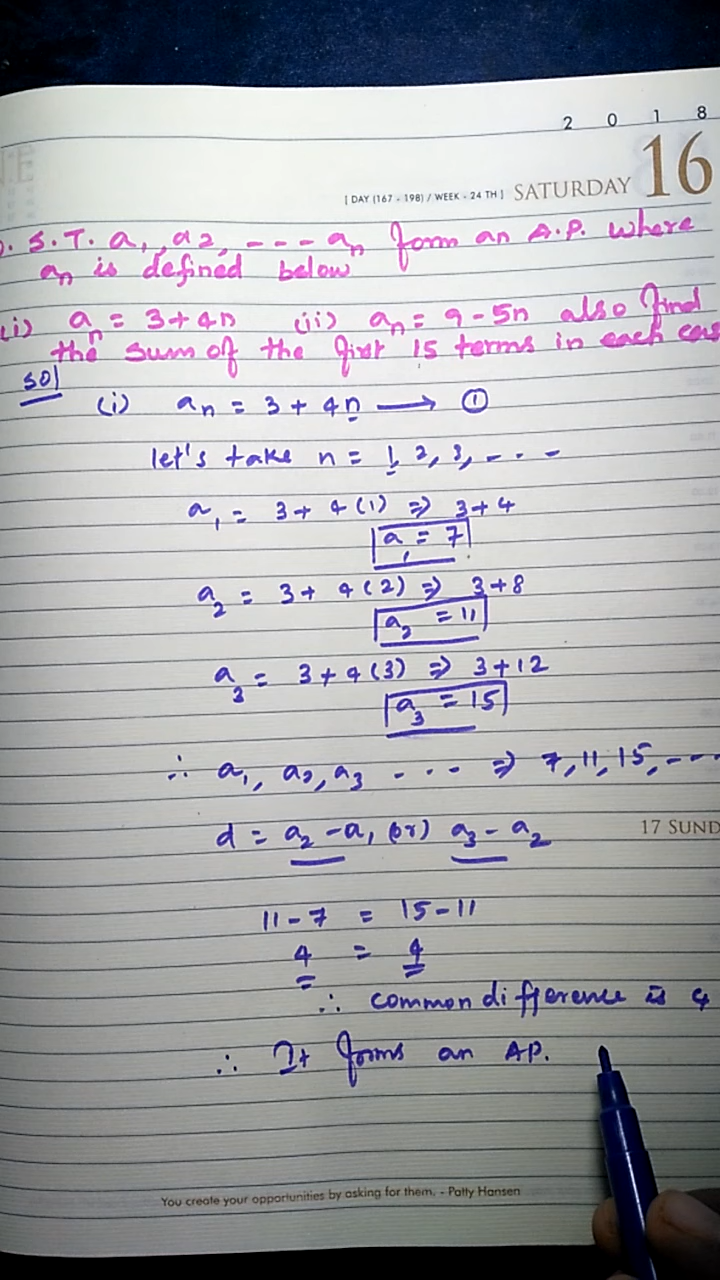 2 0 1 8
[ DAY (167 - 198) / WEEK - 24 TH ] SATURDAY 16
S.T. a1, a2, ---- an form an A.P. where
an is defined below
(i) an = 3+4n (ii) an = 9-5n also find
the sum of the first 15 terms in each cas
Sol
(i) an = 3 + 4n ⟶ ①
let's take n = 1, 2, 3, - - -
a1 = 3+ 4(1) ⇒ 3+4
a1 = 7
a2 = 3+ 4(2) ⇒ 3+8
a2 = 11
a3 = 3+4(3) ⇒ 3+12
a3 = 15
∴ a1, a2, a3 - - - ⇒ 7, 11, 15, ---
d = a2 - a1 (or) a3 - a2
17 SUND
11-7 = 15-11
4 = 4
∴ common difference is 4
∴ It forms an AP.
You create your opportunities by asking for them. - Patty Hansen